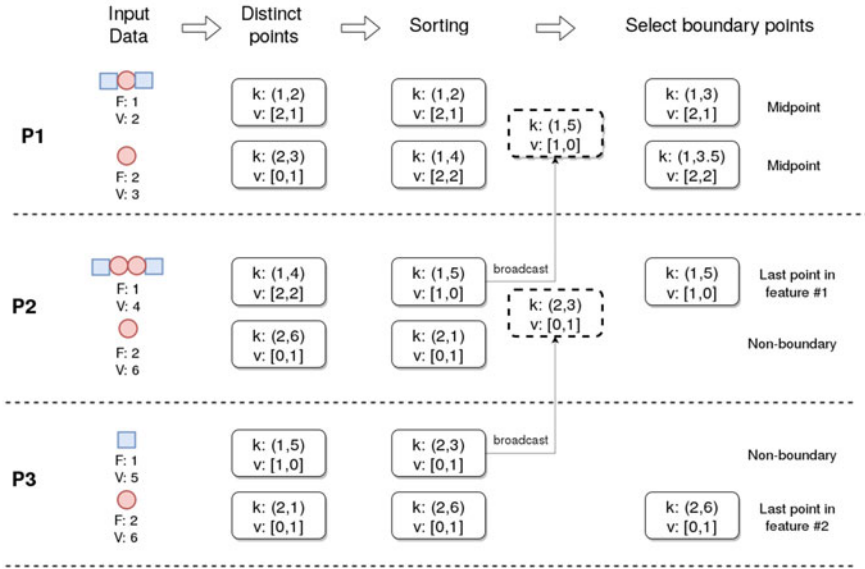 Input
Data
Distinct
points
Sorting
Select boundary points
P1
F: 1
V: 2
F: 2
V: 3
k: (1,2)
v: [2,1]
k: (2,3)
v: [0,1]
k: (1,2)
v: [2,1]
k: (1,4)
v: [2,2]
k: (1,5)
v: [1,0]
k: (1,3)
v: [2,1]
Midpoint
k: (1,3.5)
v: [2,2]
Midpoint
P2
F: 1
V: 4
F: 2
V: 6
k: (1,4)
v: [2,2]
k: (2,6)
v: [0,1]
k: (1,5)
v: [1,0]
k: (2,1)
v: [0,1]
broadcast
k: (2,3)
v: [0,1]
k: (1,5)
v: [1,0]
Last point in
feature #1
Non-boundary
P3
F: 1
V: 5
F: 2
V: 6
k: (1,5)
v: [1,0]
k: (2,1)
v: [0,1]
k: (2,3)
v: [0,1]
k: (2,6)
v: [0,1]
broadcast
Non-boundary
k: (2,6)
v: [0,1]
Last point in
feature #2